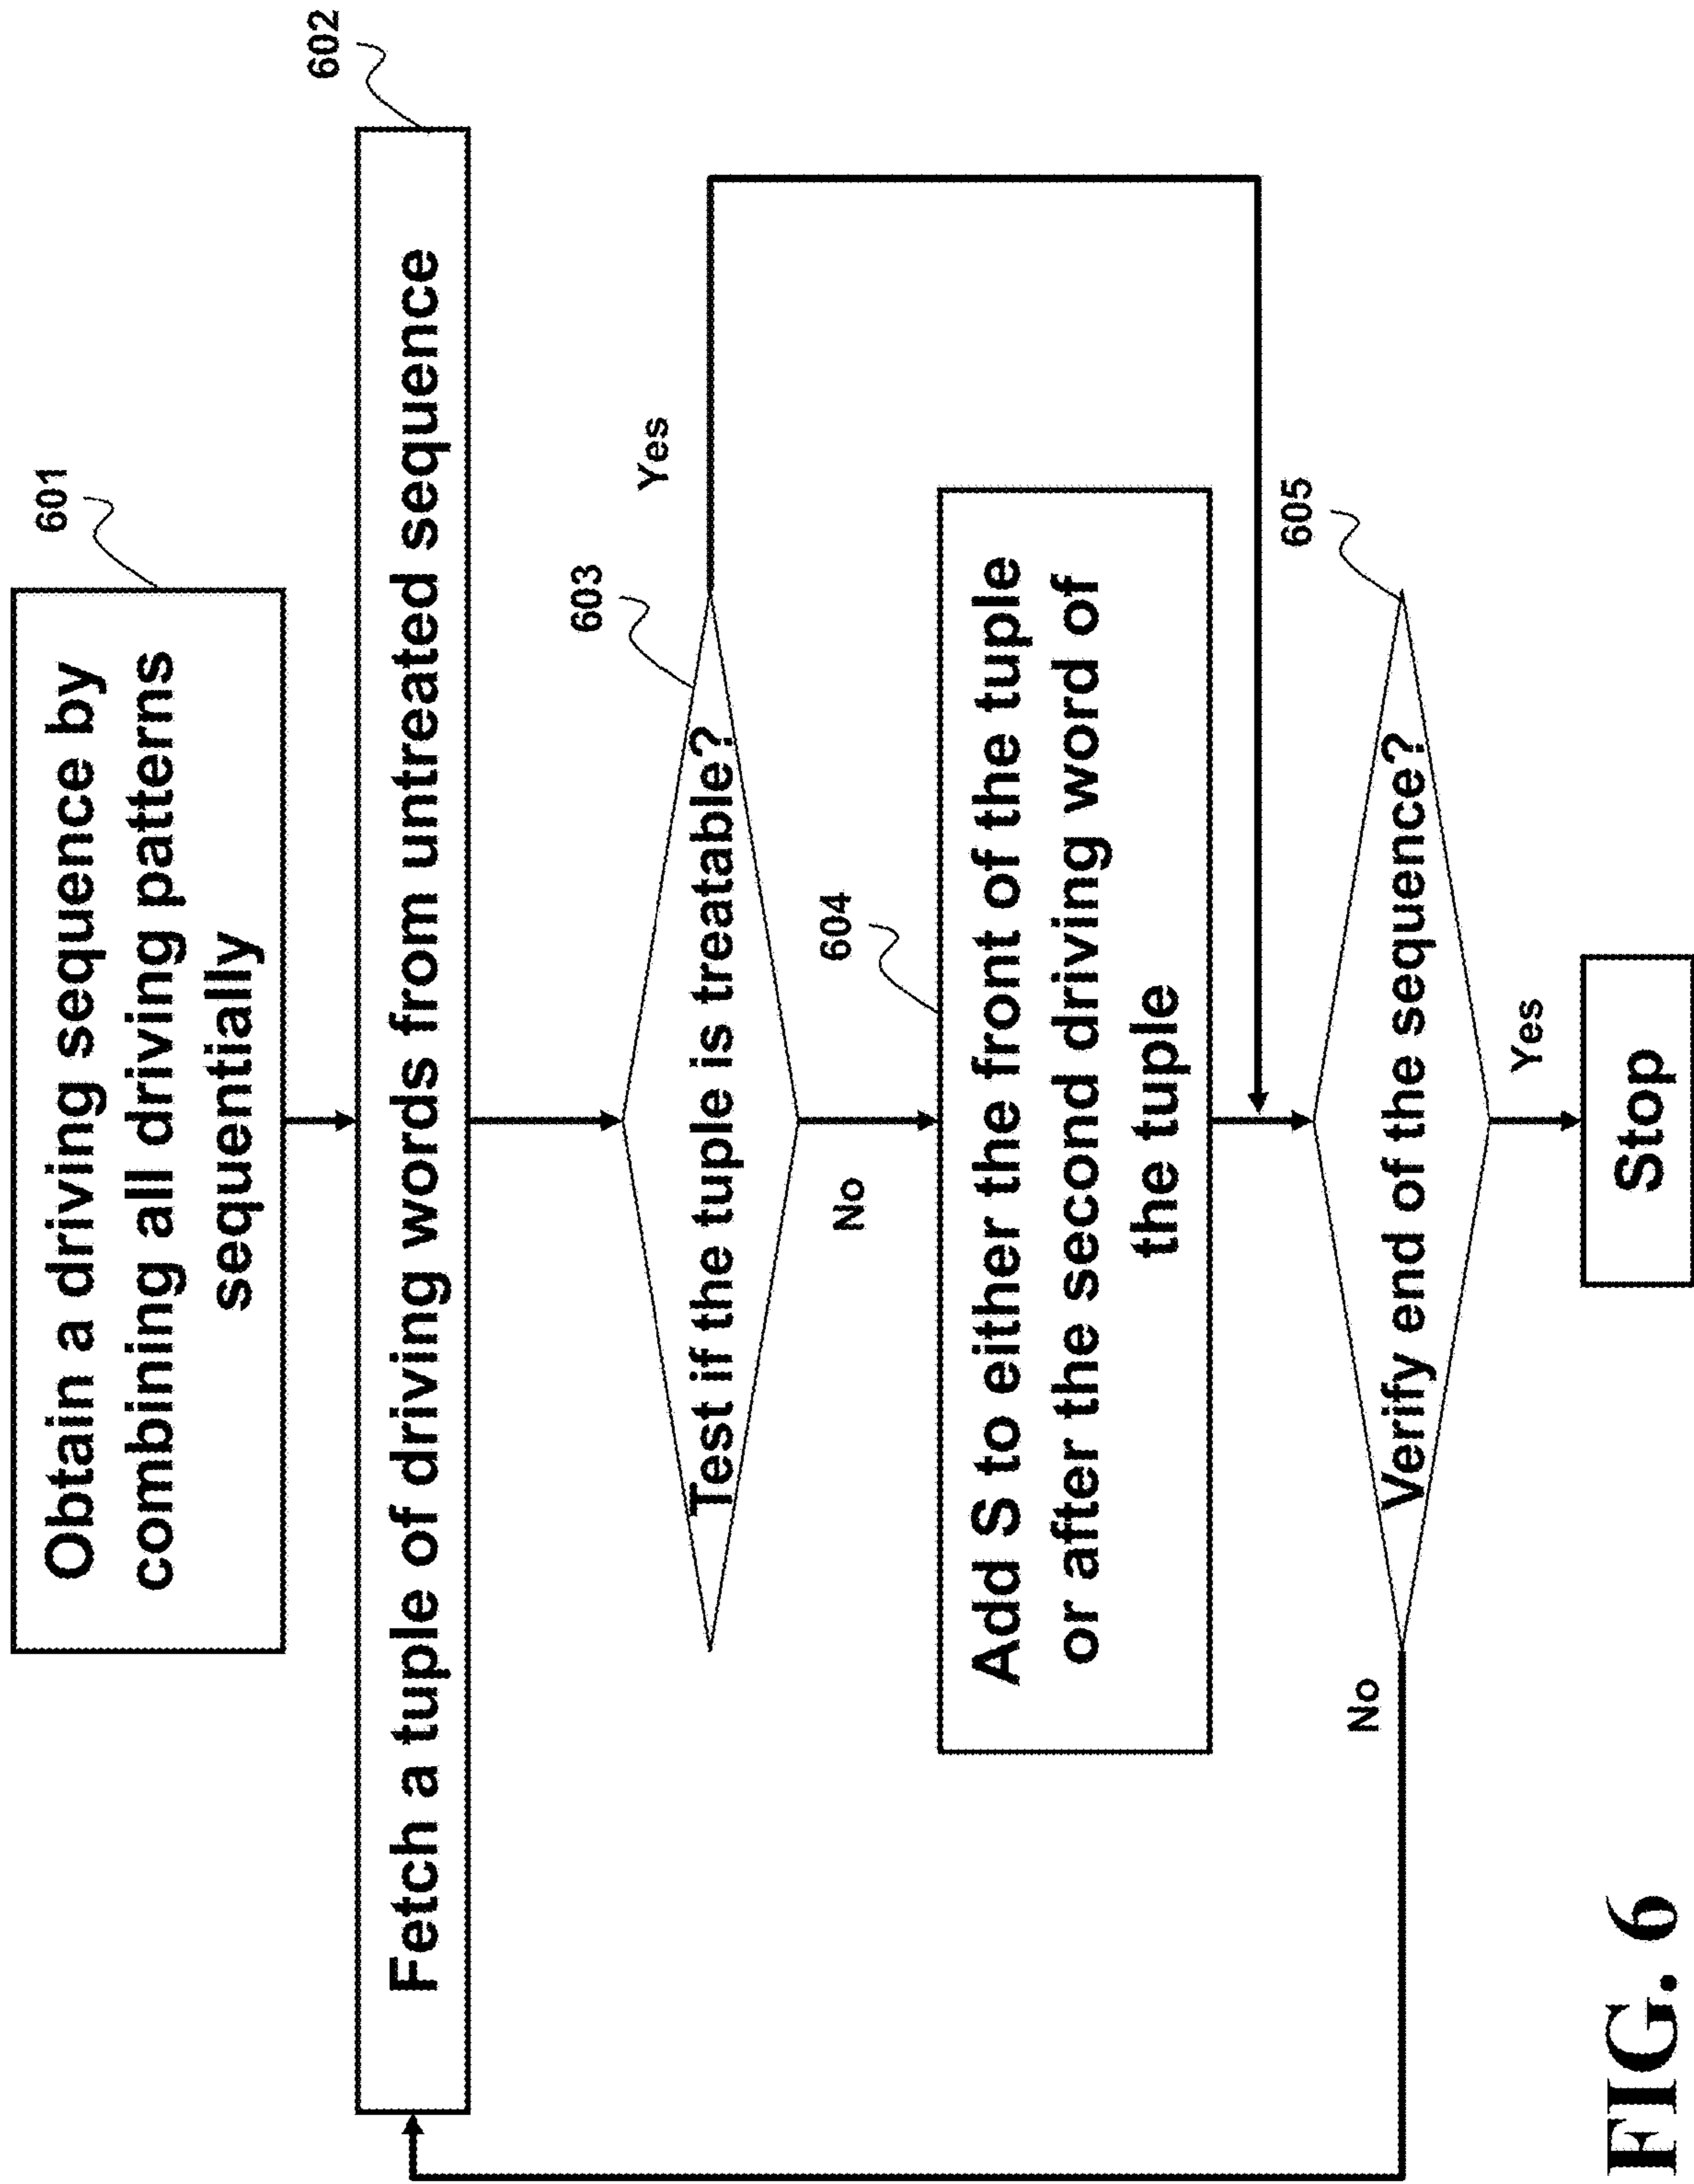 601
Obtain a driving sequence by
combining all driving patterns
sequentially
602
Fetch a tuple of driving words from untreated sequence
603
Test if the tuple is treatable?
Yes
No
604
Add S to either the front of the tuple
or after the second driving word of
the tuple
605
Verify end of the sequence?
No
Yes
Stop
FIG. 6